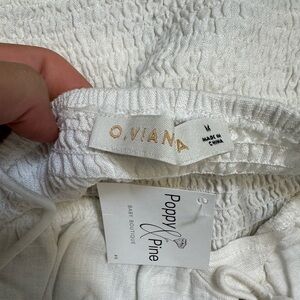 O.VIANA
M
MADE IN
CHINA
Poppy
&
Pine
BABY BOUTIQUE